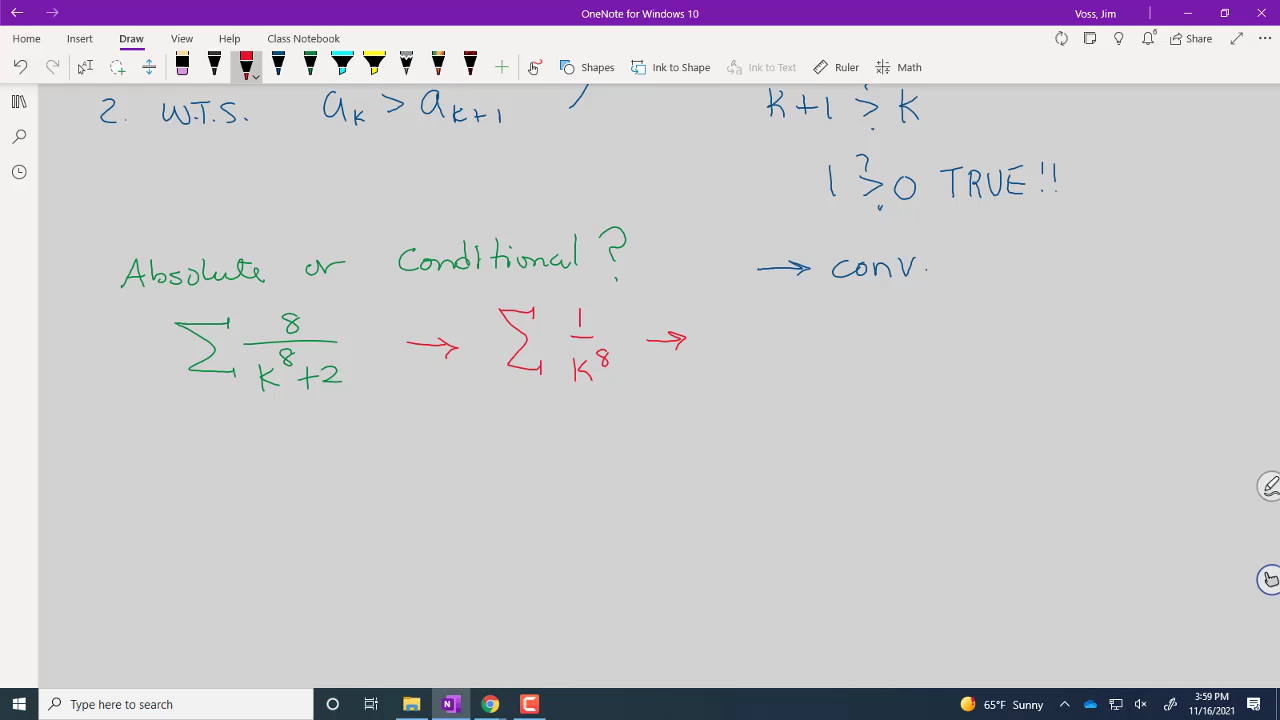 OneNote for Windows 10
Voss, Jim
Home Insert Draw View Help Class Notebook
Share
Shapes Ink to Shape Ink to Text Ruler Math
2. W.T.S. a_k > a_{k+1}
k+1 ?> k
1 ?> 0 TRUE!!
Absolute or Conditional?
→ conv.
∑ 8/(k^8+2) → ∑ 1/k^8 →
Type here to search
65°F Sunny
3:59 PM
11/16/2021